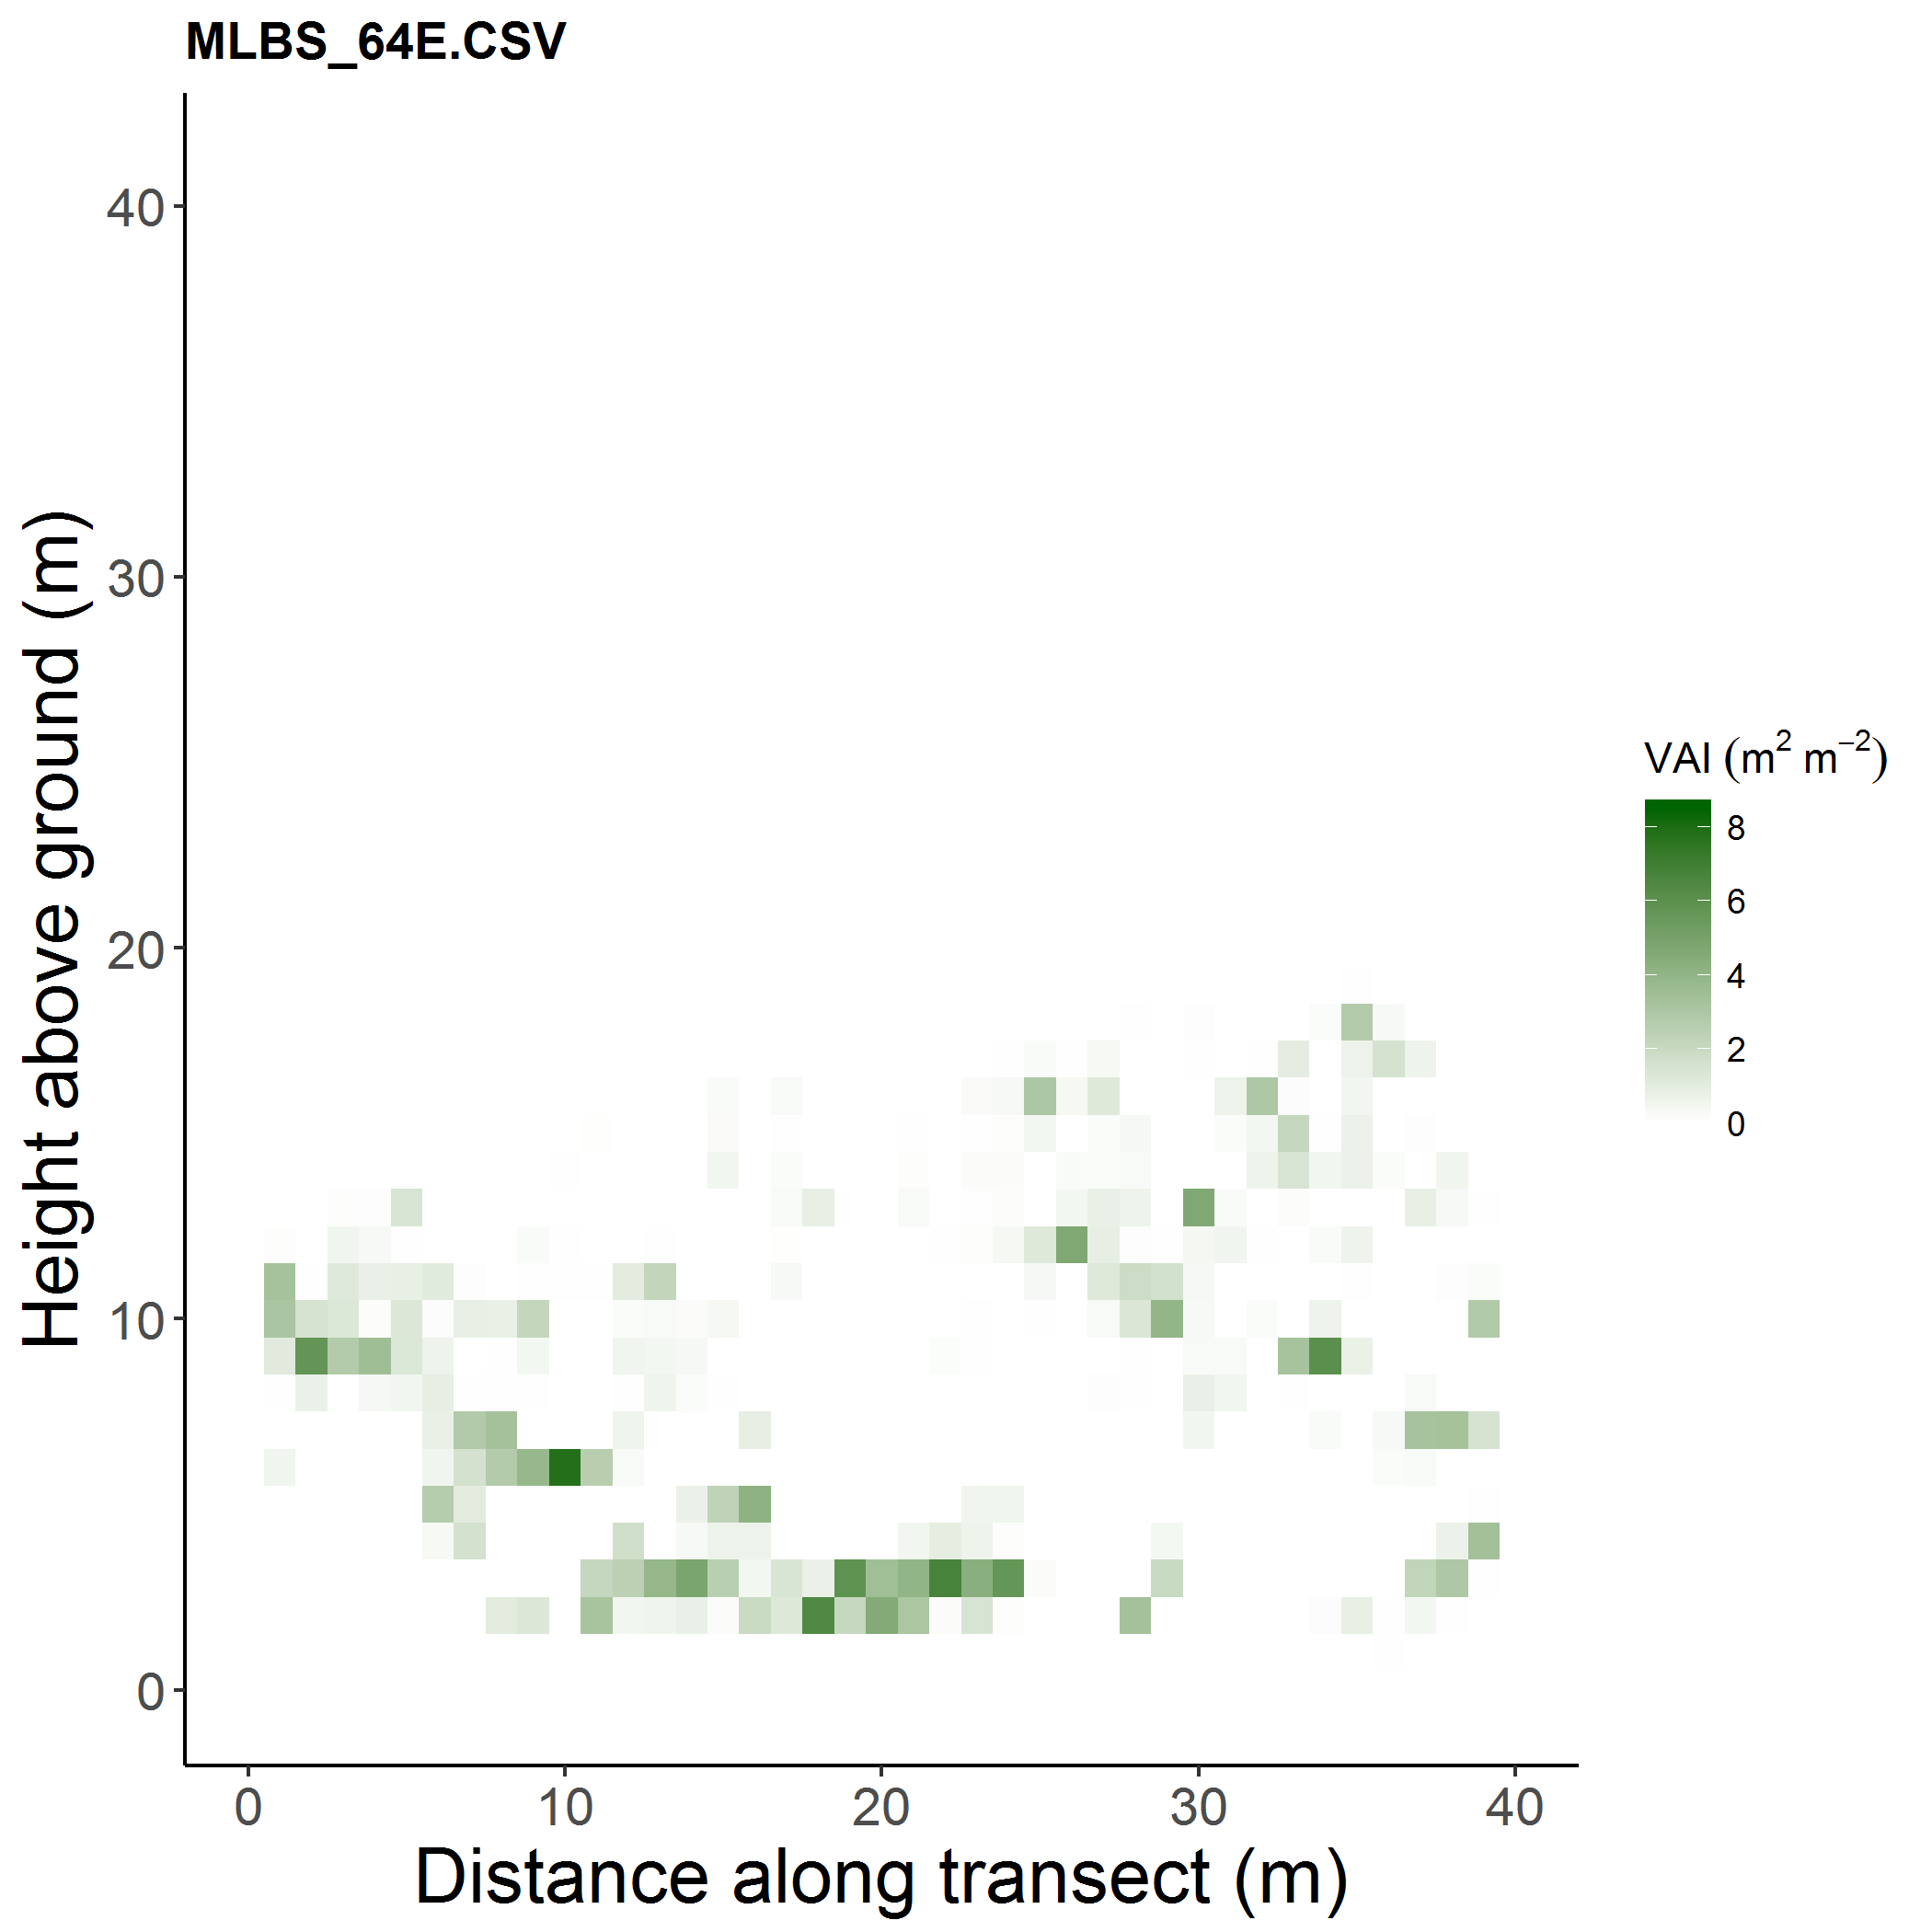 MLBS_64E.CSV
Height above ground (m)
40
30
20
10
0
0 10 20 30 40
Distance along transect (m)
VAI (m² m⁻²)
8
6
4
2
0